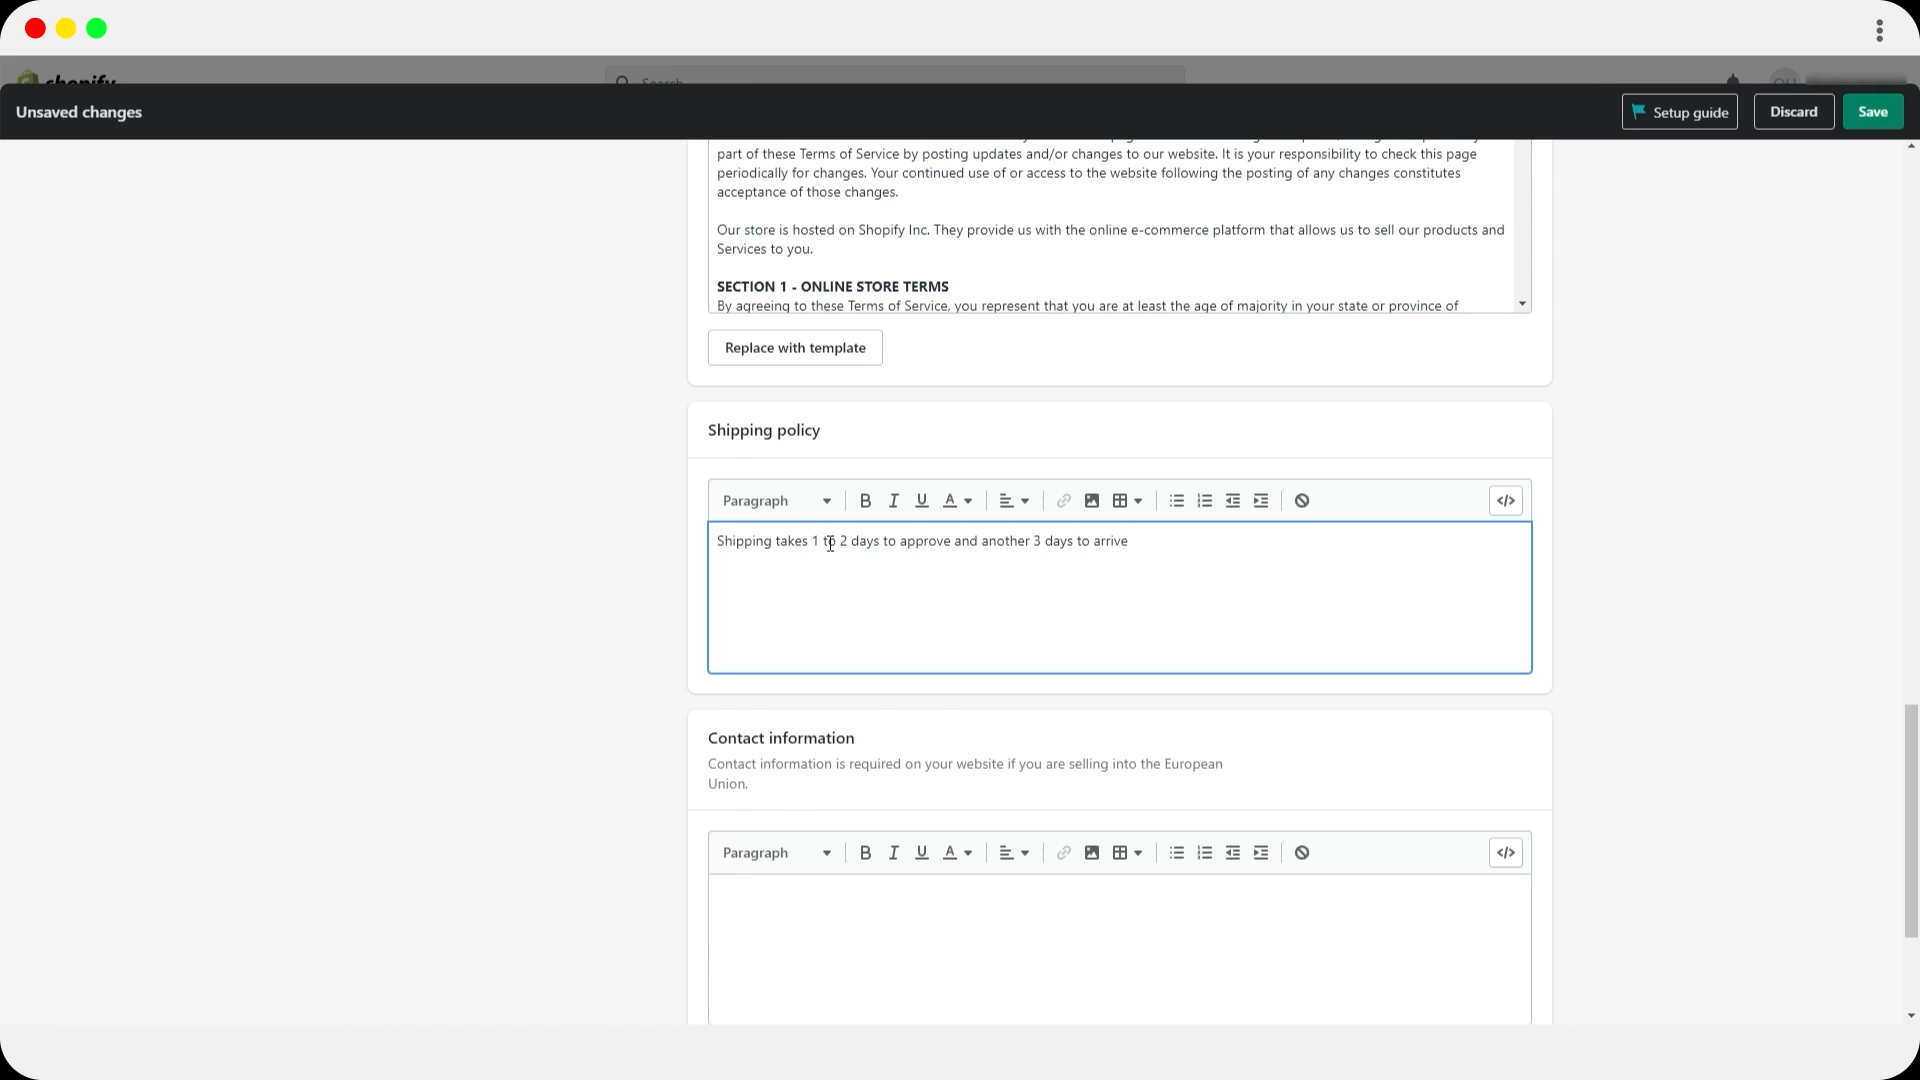 shopify
Search
Unsaved changes
Setup guide
Discard
Save
part of these Terms of Service by posting updates and/or changes to our website. It is your responsibility to check this page
periodically for changes. Your continued use of or access to the website following the posting of any changes constitutes
acceptance of those changes.
Our store is hosted on Shopify Inc. They provide us with the online e-commerce platform that allows us to sell our products and
Services to you.
SECTION 1 - ONLINE STORE TERMS
By agreeing to these Terms of Service, you represent that you are at least the age of majority in your state or province of
Replace with template
Shipping policy
Paragraph B I U A </>
Shipping takes 1 to 2 days to approve and another 3 days to arrive
Contact information
Contact information is required on your website if you are selling into the European
Union.
Paragraph B I U A </>